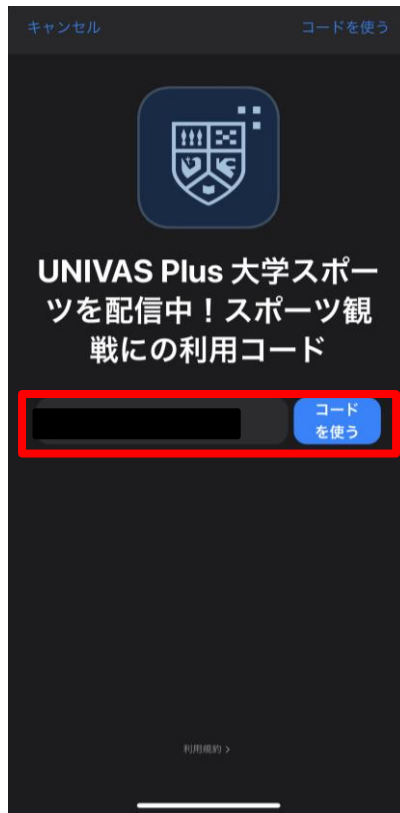 キャンセル
コードを使う
UNIVAS Plus 大学スポー
ツを配信中！スポーツ観
戦にの利用コード
コード
を使う
利用規約 >